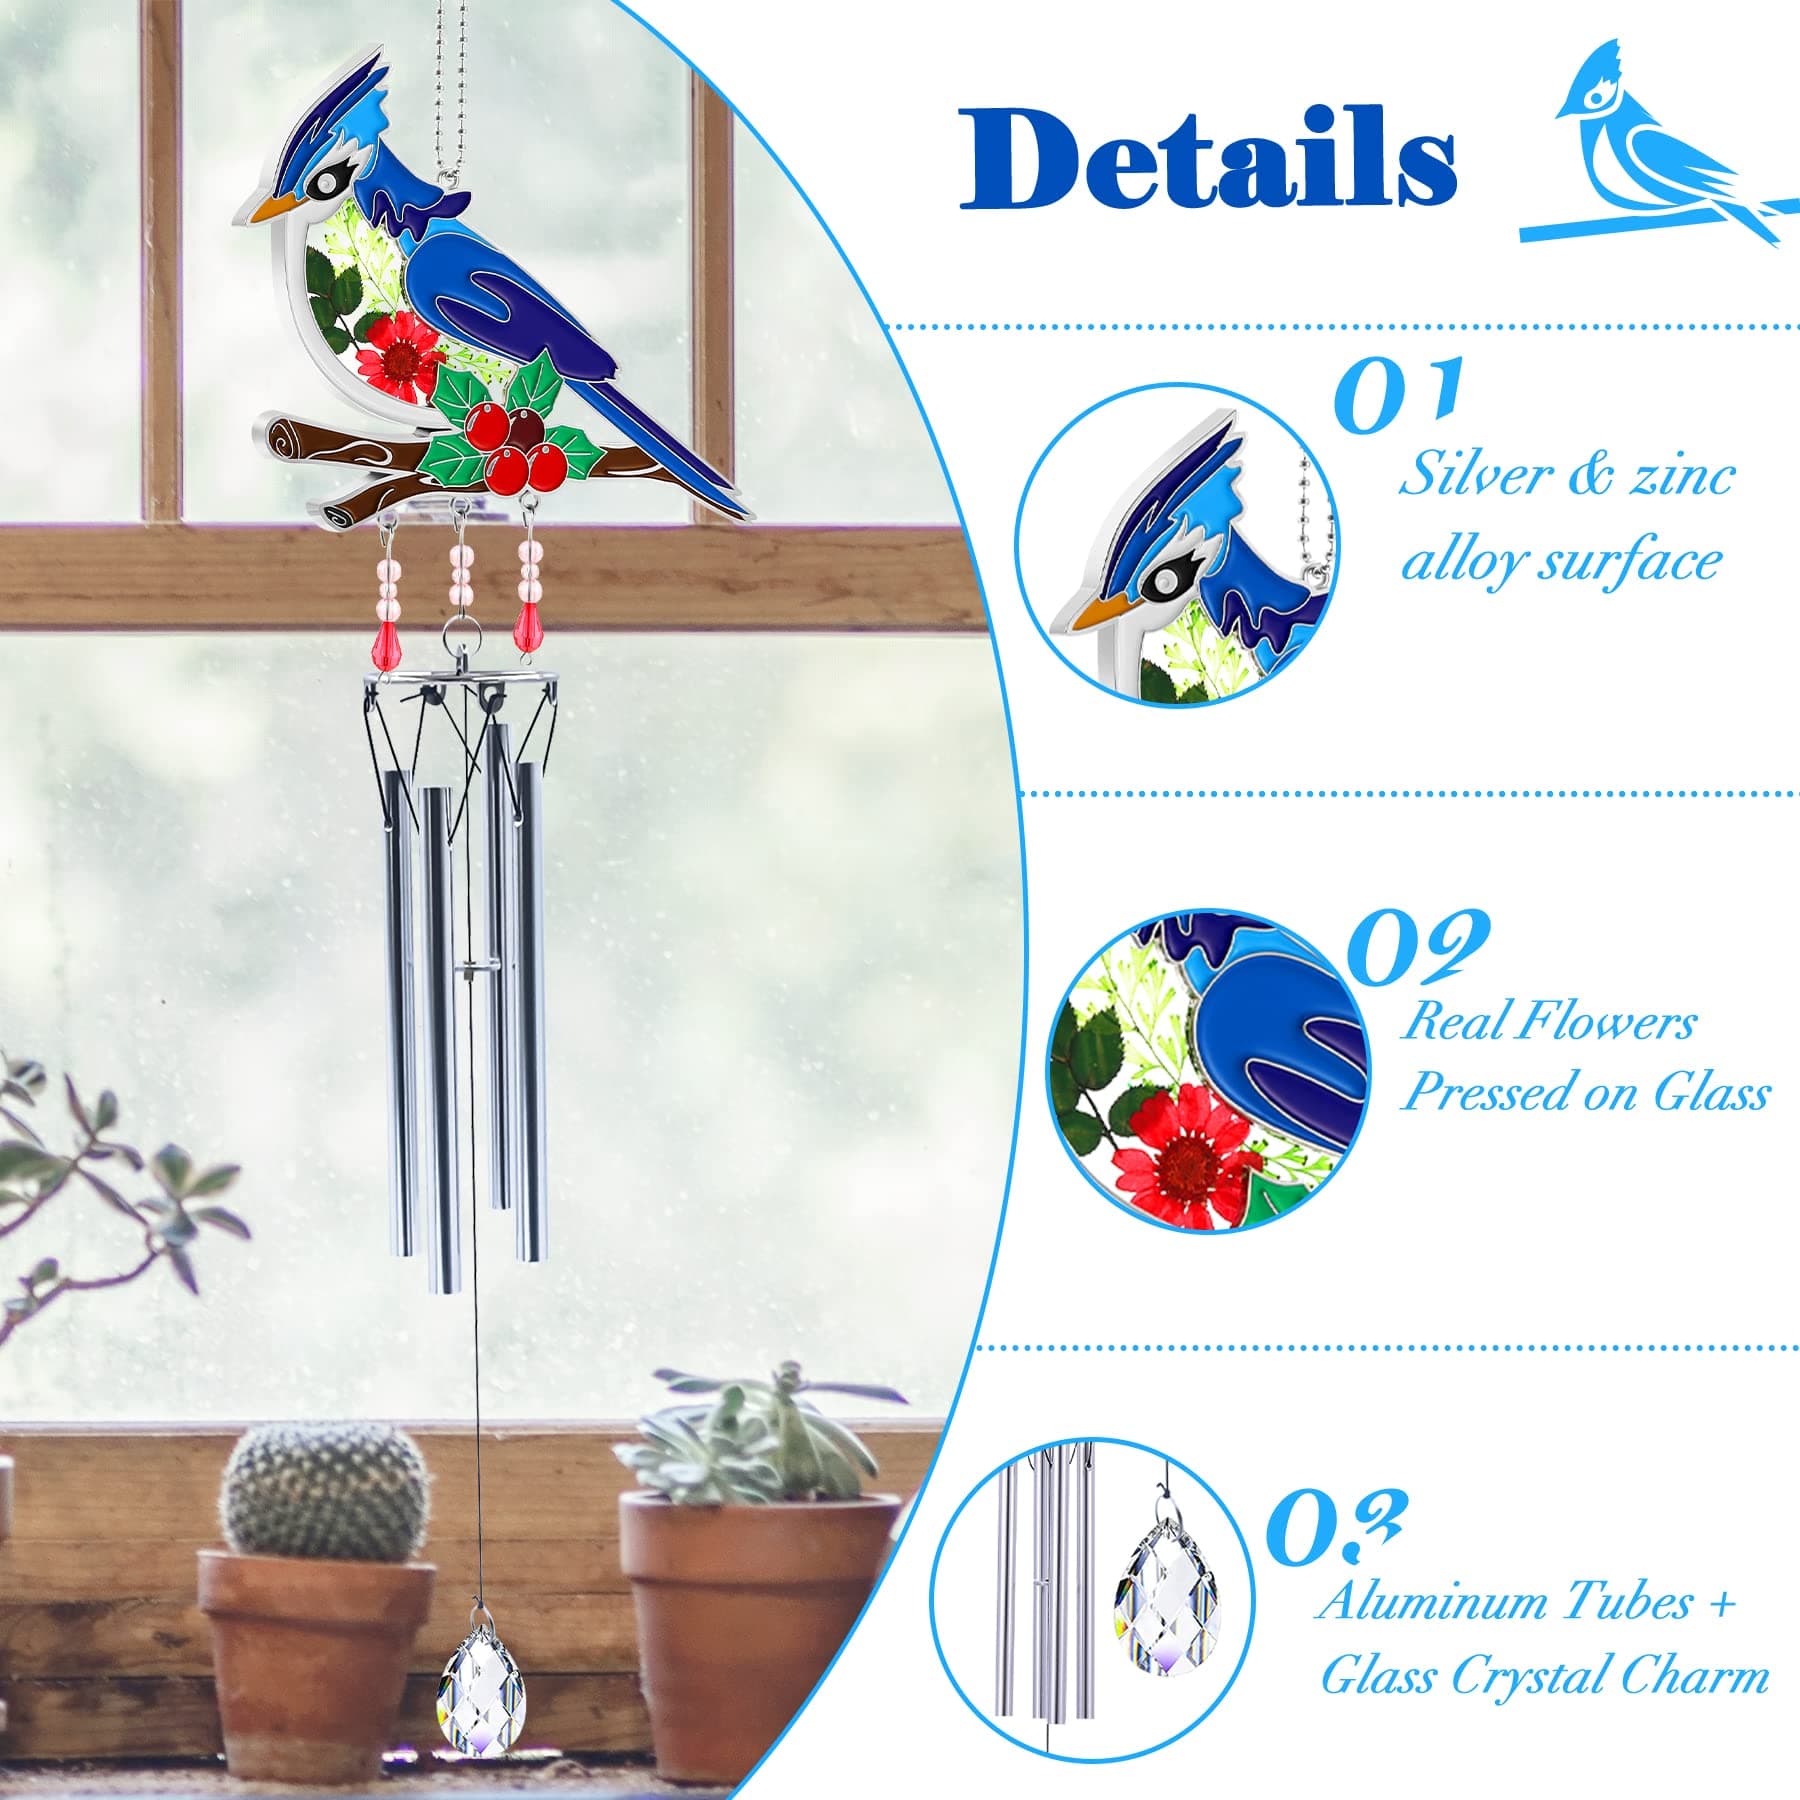 Details
01
Silver & zinc
alloy surface
02
Real Flowers
Pressed on Glass
03
Aluminum Tubes +
Glass Crystal Charm